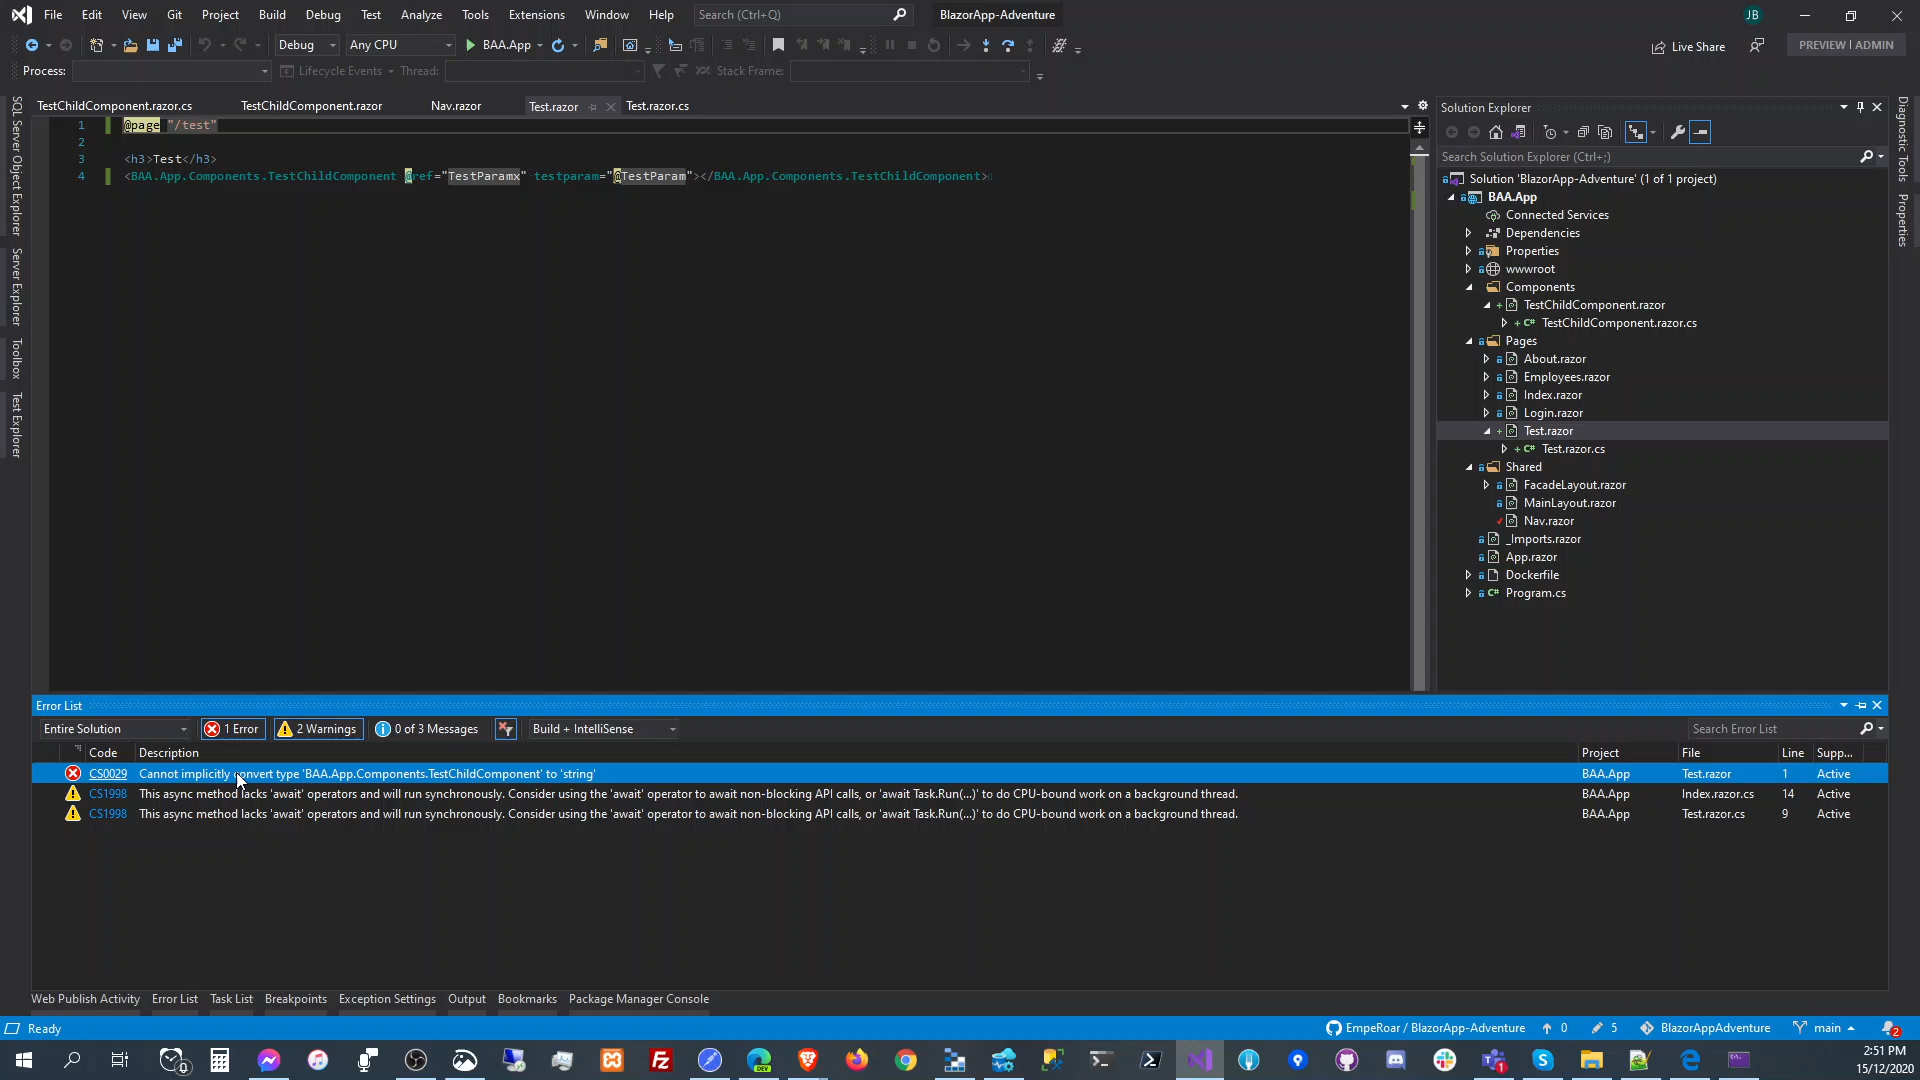 File Edit View Git Project Build Debug Test Analyze Tools Extensions Window Help Search (Ctrl+Q) BlazorApp-Adventure JB
Debug Any CPU BAA.App Live Share PREVIEW | ADMIN
Process: Lifecycle Events Thread: Stack Frame:
TestChildComponent.razor.cs TestChildComponent.razor Nav.razor Test.razor Test.razor.cs
1 @page "/test"
2
3 <h3>Test</h3>
4 <BAA.App.Components.TestChildComponent @ref="TestParamx" testparam="@TestParam"></BAA.App.Components.TestChildComponent>
SQL Server Object Explorer
Server Explorer
Toolbox
Test Explorer
Solution Explorer
Search Solution Explorer (Ctrl+;)
Solution 'BlazorApp-Adventure' (1 of 1 project)
BAA.App
Connected Services
Dependencies
Properties
wwwroot
Components
TestChildComponent.razor
TestChildComponent.razor.cs
Pages
About.razor
Employees.razor
Index.razor
Login.razor
Test.razor
Test.razor.cs
Shared
FacadeLayout.razor
MainLayout.razor
Nav.razor
_Imports.razor
App.razor
Dockerfile
Program.cs
Diagnostic Tools
Properties
Error List
Entire Solution 1 Error 2 Warnings 0 of 3 Messages Build + IntelliSense Search Error List
Code Description Project File Line Supp...
CS0029 Cannot implicitly convert type 'BAA.App.Components.TestChildComponent' to 'string' BAA.App Test.razor 1 Active
CS1998 This async method lacks 'await' operators and will run synchronously. Consider using the 'await' operator to await non-blocking API calls, or 'await Task.Run(...)' to do CPU-bound work on a background thread. BAA.App Index.razor.cs 14 Active
CS1998 This async method lacks 'await' operators and will run synchronously. Consider using the 'await' operator to await non-blocking API calls, or 'await Task.Run(...)' to do CPU-bound work on a background thread. BAA.App Test.razor.cs 9 Active
Web Publish Activity Error List Task List Breakpoints Exception Settings Output Bookmarks Package Manager Console
Ready EmpeRoar / BlazorApp-Adventure 0 5 BlazorAppAdventure main 2
2:51 PM
15/12/2020